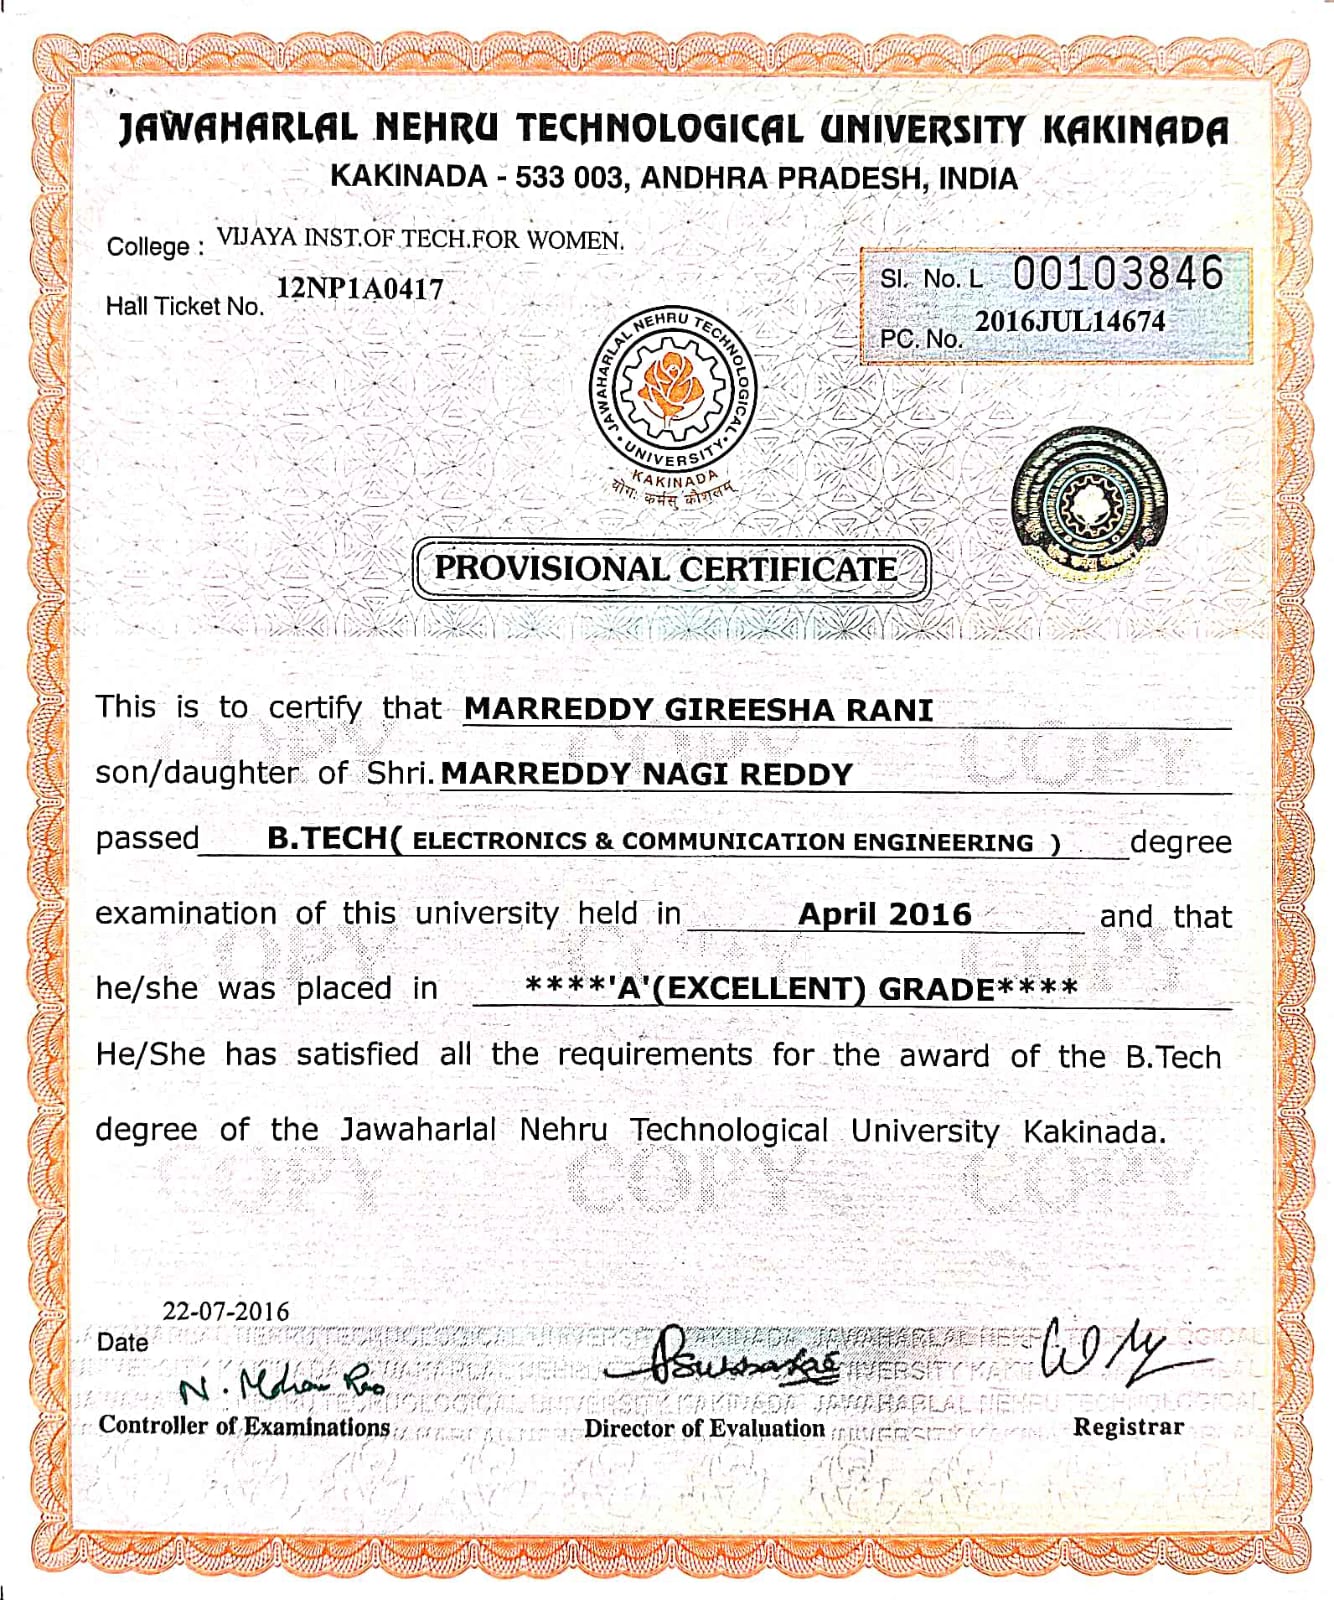 JAWAHARLAL NEHRU TECHNOLOGICAL UNIVERSITY KAKINADA
KAKINADA - 533 003, ANDHRA PRADESH, INDIA
College : VIJAYA INST.OF TECH.FOR WOMEN.
Hall Ticket No. 12NP1A0417
Sl. No. L 00103846
PC. No. 2016JUL14674
JAWAHARLAL NEHRU TECHNOLOGICAL
• UNIVERSITY •
KAKINADA
योगः कर्मसु कौशलम्
PROVISIONAL CERTIFICATE
This is to certify that MARREDDY GIREESHA RANI
son/daughter of Shri. MARREDDY NAGI REDDY
passed B.TECH( ELECTRONICS & COMMUNICATION ENGINEERING ) degree
examination of this university held in April 2016 and that
he/she was placed in ****'A'(EXCELLENT) GRADE****
He/She has satisfied all the requirements for the award of the B.Tech
degree of the Jawaharlal Nehru Technological University Kakinada.
COPY COPY COPY
22-07-2016
Date
N. Mohan Rao
Controller of Examinations
Director of Evaluation
Registrar